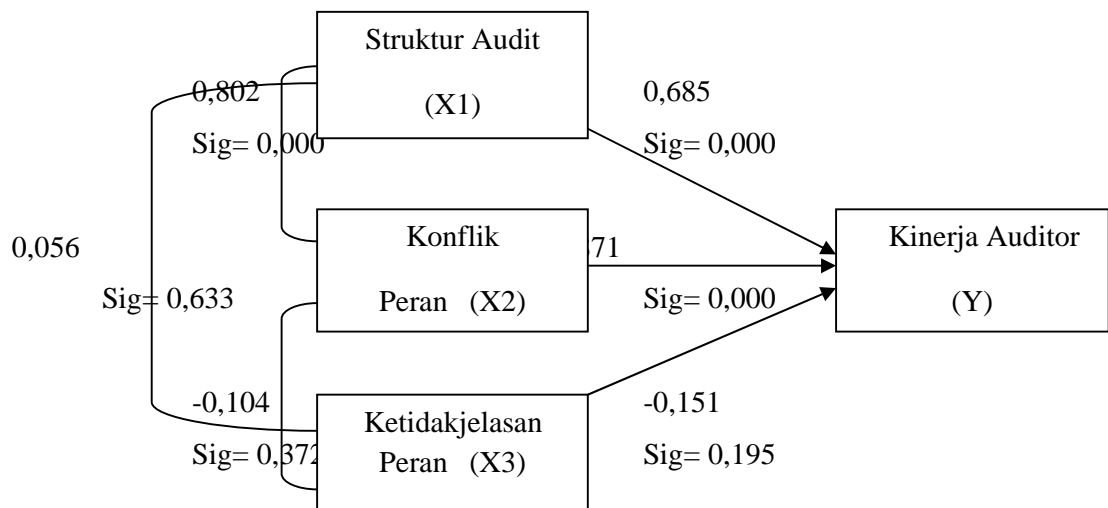 Struktur Audit
(X1)
0,802
Sig= 0,000
0,685
Sig= 0,000
0,056
Sig= 0,633
Konflik
Peran (X2)
Sig= 0,000
Kinerja Auditor
(Y)
-0,104
Sig= 0,372
Ketidakjelasan
Peran (X3)
-0,151
Sig= 0,195